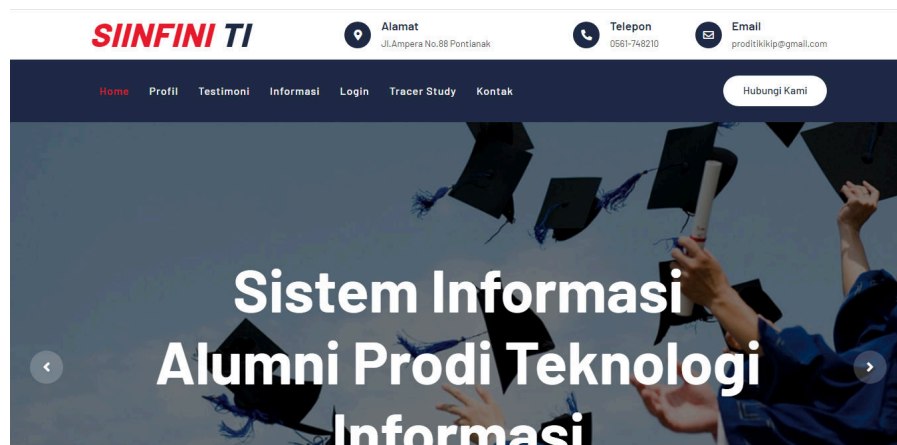 SIINFINI TI
Alamat
Jl.Ampera No.88 Pontianak
Telepon
0561-748210
Email
proditikikip@gmail.com
Home Profil Testimoni Informasi Login Tracer Study Kontak
Hubungi Kami
Sistem Informasi
Alumni Prodi Teknologi
Informasi